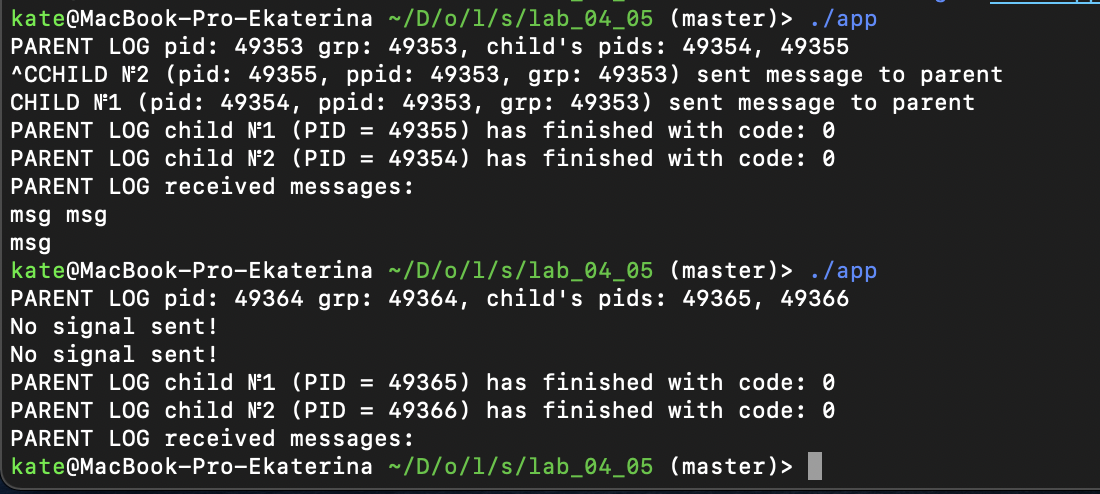 kate@MacBook-Pro-Ekaterina ~/D/o/l/s/lab_04_05 (master)> ./app
PARENT LOG pid: 49353 grp: 49353, child's pids: 49354, 49355
^CCHILD №2 (pid: 49355, ppid: 49353, grp: 49353) sent message to parent
CHILD №1 (pid: 49354, ppid: 49353, grp: 49353) sent message to parent
PARENT LOG child №1 (PID = 49355) has finished with code: 0
PARENT LOG child №2 (PID = 49354) has finished with code: 0
PARENT LOG received messages:
msg msg
msg
kate@MacBook-Pro-Ekaterina ~/D/o/l/s/lab_04_05 (master)> ./app
PARENT LOG pid: 49364 grp: 49364, child's pids: 49365, 49366
No signal sent!
No signal sent!
PARENT LOG child №1 (PID = 49365) has finished with code: 0
PARENT LOG child №2 (PID = 49366) has finished with code: 0
PARENT LOG received messages:
kate@MacBook-Pro-Ekaterina ~/D/o/l/s/lab_04_05 (master)>